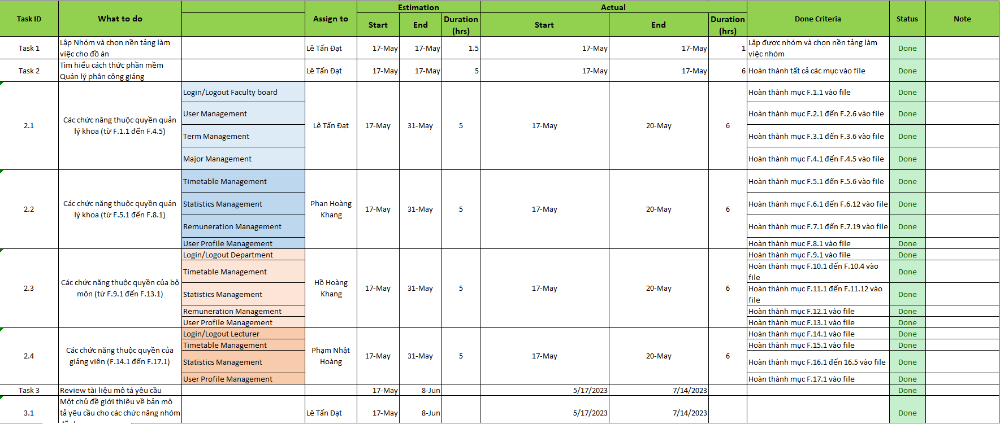 Task ID
What to do
Assign to
Estimation
Actual
Done Criteria
Status
Note
Start
End
Duration
(hrs)
Start
End
Duration
(hrs)
Task 1
Lập Nhóm và chọn nền tảng làm
việc cho đồ án
Lê Tấn Đạt
17-May
17-May
1.5
17-May
17-May
1
Lập được nhóm và chọn nền tảng làm
việc nhóm
Done
Task 2
Tìm hiểu cách thức phần mềm
Quản lý phân công giảng
Lê Tấn Đạt
17-May
17-May
5
17-May
17-May
6
Hoàn thành tất cả các mục vào file
Done
2.1
Các chức năng thuộc quyền quản
lý khoa (từ F.1.1 đến F.4.5)
Login/Logout Faculty board
User Management
Term Management
Major Management
Lê Tấn Đạt
17-May
31-May
5
17-May
20-May
6
Hoàn thành mục F.1.1 vào file
Done
Hoàn thành mục F.2.1 đến F.2.6 vào file
Done
Hoàn thành mục F.3.1 đến F.3.6 vào file
Done
Hoàn thành mục F.4.1 đến F.4.5 vào file
Done
2.2
Các chức năng thuộc quyền quản
lý khoa (từ F.5.1 đến F.8.1)
Timetable Management
Statistics Management
Remuneration Management
User Profile Management
Phan Hoàng
Khang
17-May
31-May
5
17-May
20-May
6
Hoàn thành mục F.5.1 đến F.5.6 vào file
Done
Hoàn thành mục F.6.1 đến F.6.12 vào file
Done
Hoàn thành mục F.7.1 đến F.7.19 vào file
Done
Hoàn thành mục F.8.1 vào file
Done
2.3
Các chức năng thuộc quyền của bộ
môn (từ F.9.1 đến F.13.1)
Login/Logout Department
Timetable Management
Statistics Management
Remuneration Management
User Profile Management
Hồ Hoàng
Khang
17-May
31-May
5
17-May
20-May
6
Hoàn thành mục F.9.1 vào file
Done
Hoàn thành mục F.10.1 đến F.10.4 vào
file
Done
Hoàn thành mục F.11.1 đến F.11.12 vào
file
Done
Hoàn thành mục F.12.1 vào file
Done
Hoàn thành mục F.13.1 vào file
Done
2.4
Các chức năng thuộc quyền của
giảng viên (F.14.1 đến F.17.1)
Login/Logout Lecturer
Timetable Management
Statistics Management
User Profile Management
Phạm Nhật
Hoàng
17-May
31-May
5
17-May
20-May
6
Hoàn thành mục F.14.1 vào file
Done
Hoàn thành mục F.15.1 vào file
Done
Hoàn thành mục F.16.1 đến 16.5 vào file
Done
Hoàn thành mục F.17.1 vào file
Done
Task 3
Review tài liệu mô tả yêu cầu
17-May
8-Jun
5/17/2023
7/14/2023
Done
3.1
Một chủ đề giới thiệu về bản mô
tả yêu cầu cho các chức năng nhóm
Lê Tấn Đạt
17-May
8-Jun
5/17/2023
7/14/2023
Done